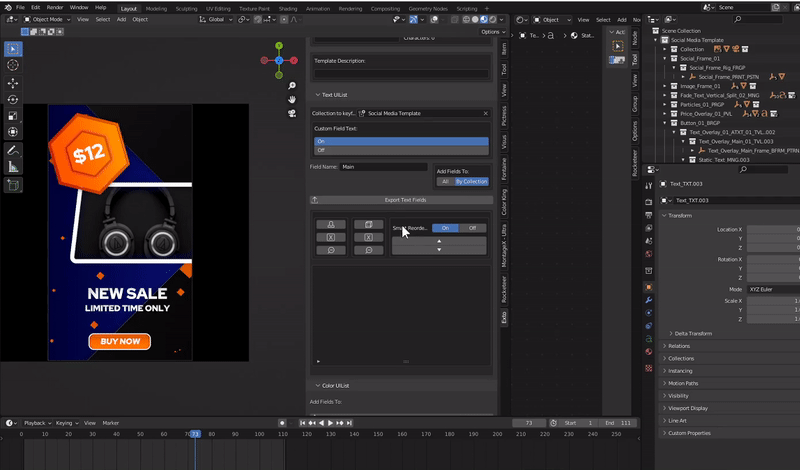 File Edit Render Window Help
Layout Modeling Sculpting UV Editing Texture Paint Shading Animation Rendering Compositing Geometry Nodes Scripting
Scene
Object Mode View Select Add Object
Global
Object View Select Add
Options
Characters: 0
Template Description:
Text UIList
Collection to keyf.. Social Media Template
Custom Field Text:
On
Off
Field Name: Main
Add Fields To:
All By Collection
Export Text Fields
Smart Reorde... On Off
Color UIList
Add Fields To:
Item
Tool
View
Visus
Fontaine
Color King
MontageX - Ultra
Rocketeer
Exto
$12
NEW SALE
LIMITED TIME ONLY
BUY NOW
Te..
Stat..
Act
Node
Tool
View
Group
Options
Rocketeer
Scene Collection
Social Media Template
Collection
Social_Frame_01
Social_Frame_Rig_PRGP
Social_Frame_PRNT_PSTN
Image_Frame_01
Fade_Text_Vertical_Split_02_MNG
Particles_01_PRGP
Price_Overlay_01_PVL
Button_01_BRGP
Text_Overlay_01_ATXT_01_TVL.002
Text_Overlay_Main_01_TVL.003
Text_Overlay_Main_Frame_BFRM_PTRN
Static Text_MNG.003
Text_TXT.003
Text_TXT.003
Transform
Location X
Y
Z
Rotation X
Y
Z
Mode XYZ Euler
Scale X
Y
Z
Delta Transform
Relations
Collections
Instancing
Motion Paths
Visibility
Viewport Display
Line Art
Custom Properties
Playback Keying View Marker
73 Start 1 End 111
0 10 20 30 40 50 60 73 80 90 100 110 120 130 140 150 160 170 180 190 200 210 220 230 240 250